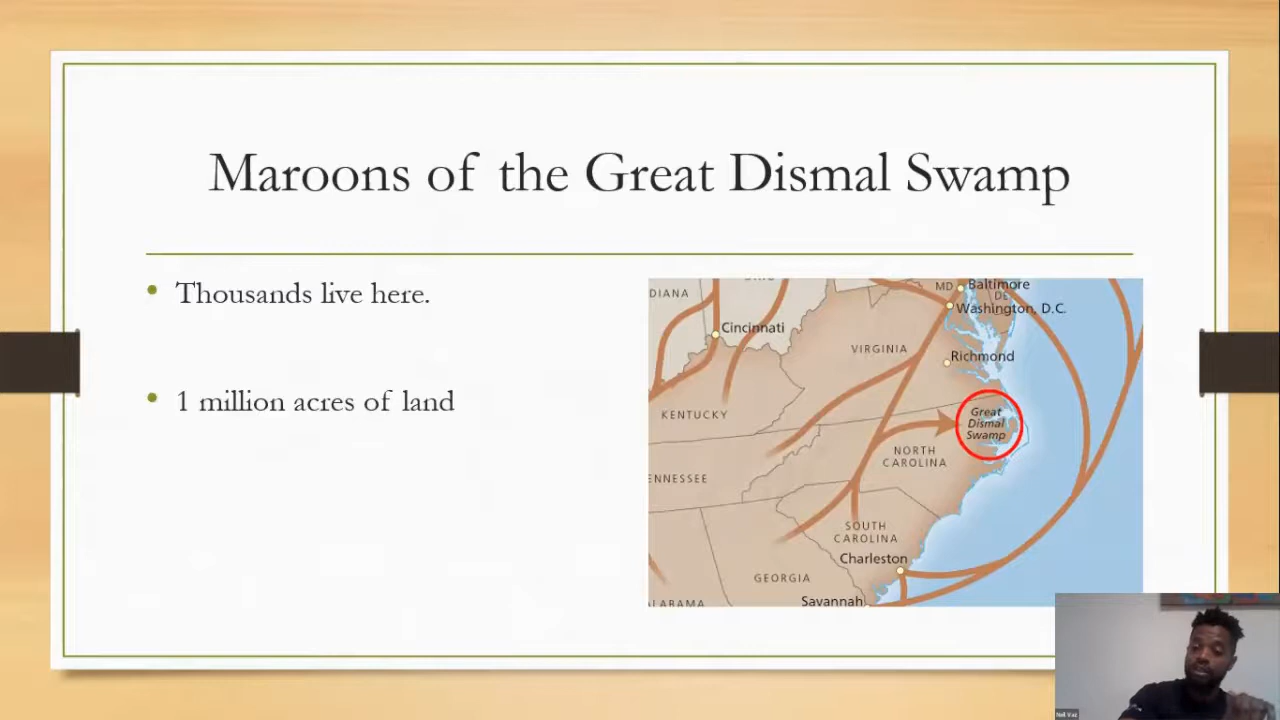 Maroons of the Great Dismal Swamp
• Thousands live here.
• 1 million acres of land
DIANA
MD
Baltimore
DE
Washington, D.C.
Cincinnati
VIRGINIA
Richmond
KENTUCKY
Great
Dismal
Swamp
NORTH
CAROLINA
ENNESSEE
SOUTH
CAROLINA
Charleston
GEORGIA
ALABAMA
Savannah